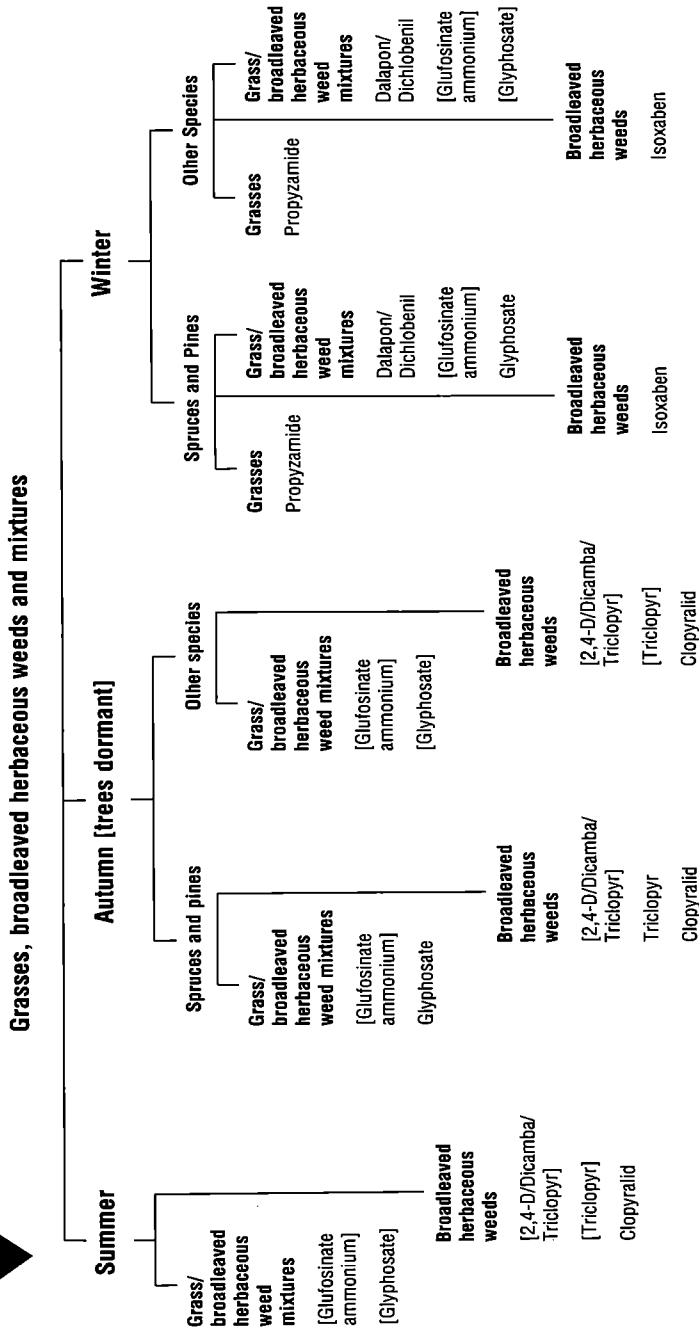 Grasses, broadleaved herbaceous weeds and mixtures
Summer
Grass/
broadleaved
herbaceous
weed
mixtures
[Glufosinate
ammonium]
[Glyphosate]
Broadleaved
herbaceous
weeds
[2,4-D/Dicamba/
Triclopyr]
[Triclopyr]
Clopyralid
Autumn [trees dormant]
Spruces and pines
Grass/
broadleaved
herbaceous
weed mixtures
[Glufosinate
ammonium]
Glyphosate
Broadleaved
herbaceous
weeds
[2,4-D/Dicamba/
Triclopyr]
Triclopyr
Clopyralid
Other species
Grass/
broadleaved
herbaceous
weed mixtures
[Glufosinate
ammonium]
[Glyphosate]
Broadleaved
herbaceous
weeds
[2,4-D/Dicamba/
Triclopyr]
[Triclopyr]
Clopyralid
Winter
Spruces and Pines
Grasses
Propyzamide
Grass/
broadleaved
herbaceous
weed
mixtures
Dalapon/
Dichlobenil
[Glufosinate
ammonium]
Glyphosate
Broadleaved
herbaceous
weeds
Isoxaben
Other Species
Grasses
Propyzamide
Grass/
broadleaved
herbaceous
weed
mixtures
Dalapon/
Dichlobenil
[Glufosinate
ammonium]
[Glyphosate]
Broadleaved
herbaceous
weeds
Isoxaben